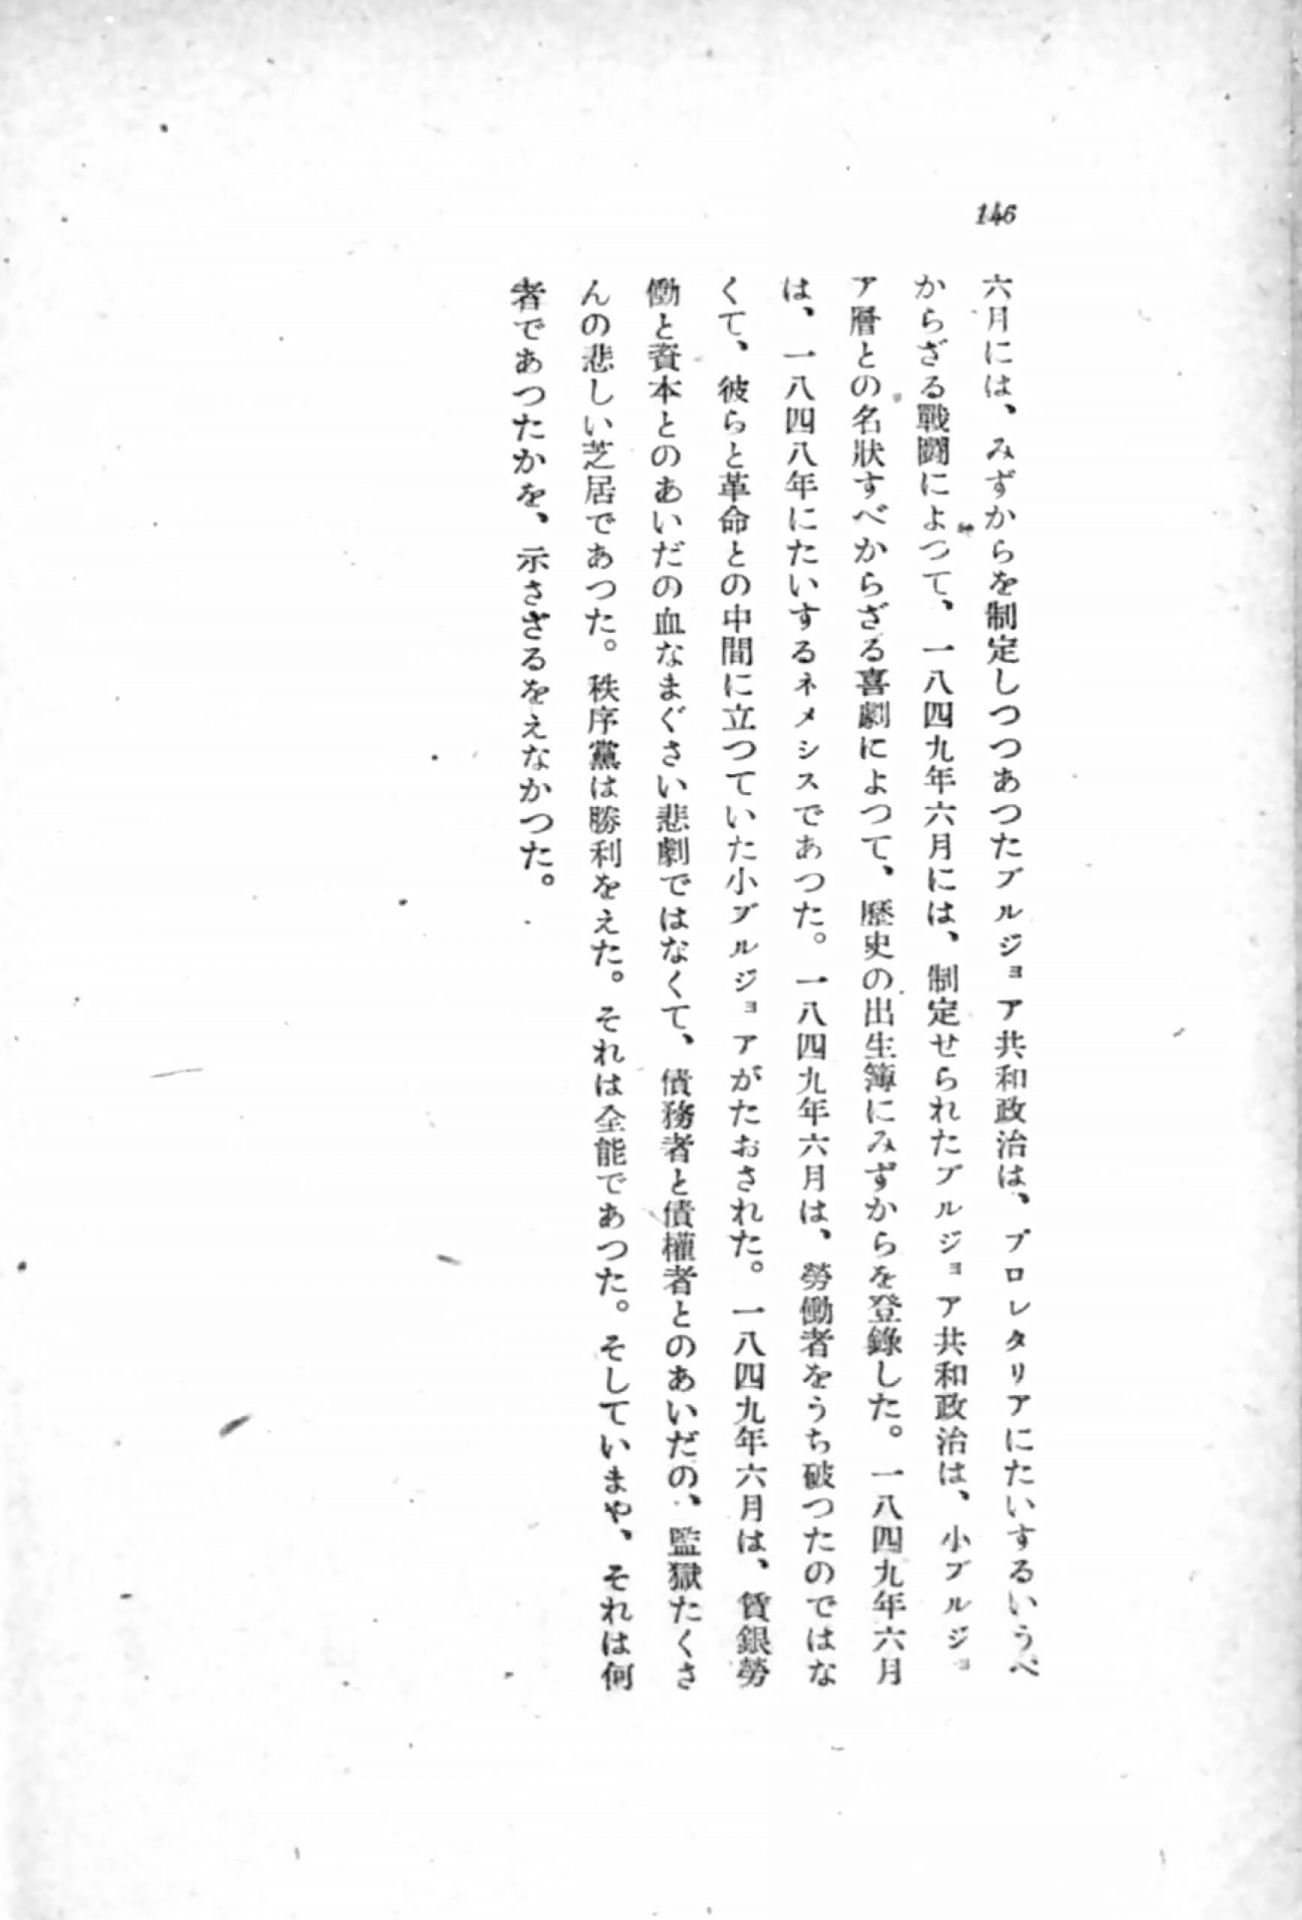 146
六月には、みずからを制定しつつあつたブルジョア共和政治は、プロレタリアにたいするいうべ
からざる戰鬪によつて、一八四九年六月には、制定せられたブルジョア共和政治は、小ブルジョ
ア層との名狀すべからざる喜劇によつて、歷史の出生簿にみずからを登錄した。一八四九年六月
は、一八四八年にたいするネメシスであつた。一八四九年六月は、勞働者をうち破つたのではな
くて、彼らと革命との中間に立つていた小ブルジョアがたおされた。一八四九年六月は、賃銀勞
働と資本とのあいだの血なまぐさい悲劇ではなくて、債務者と債權者とのあいだの、監獄たくさ
んの悲しい芝居であつた。秩序黨は勝利をえた。それは全能であつた。そしていまや、それは何
者であつたかを、示さざるをえなかつた。